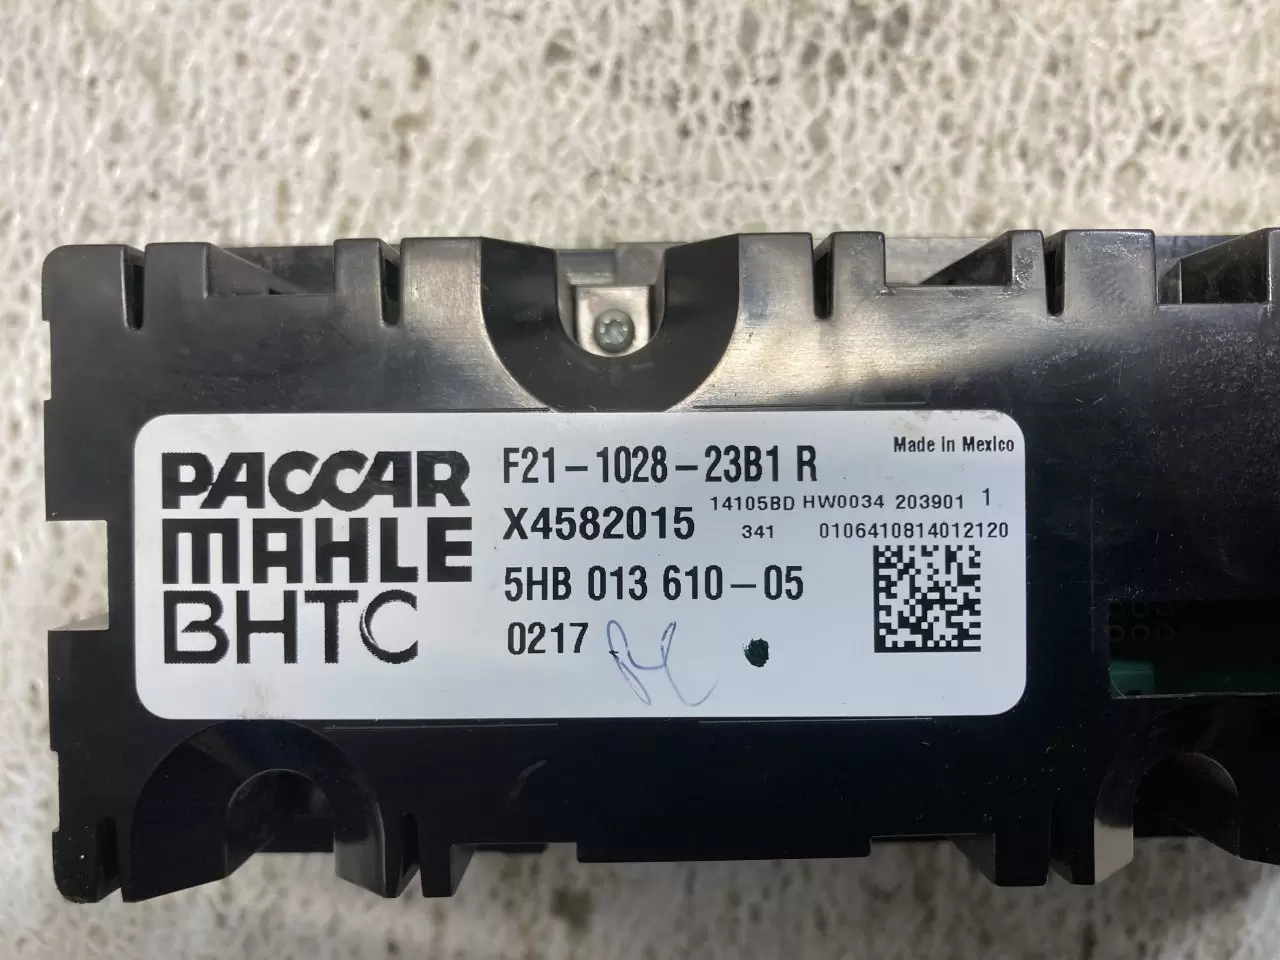 PACCAR
MAHLE
BHTC
F21-1028-23B1 R
Made in Mexico
14105BD HW0034 203901 1
X4582015
341 0106410814012120
5HB 013 610-05
0217